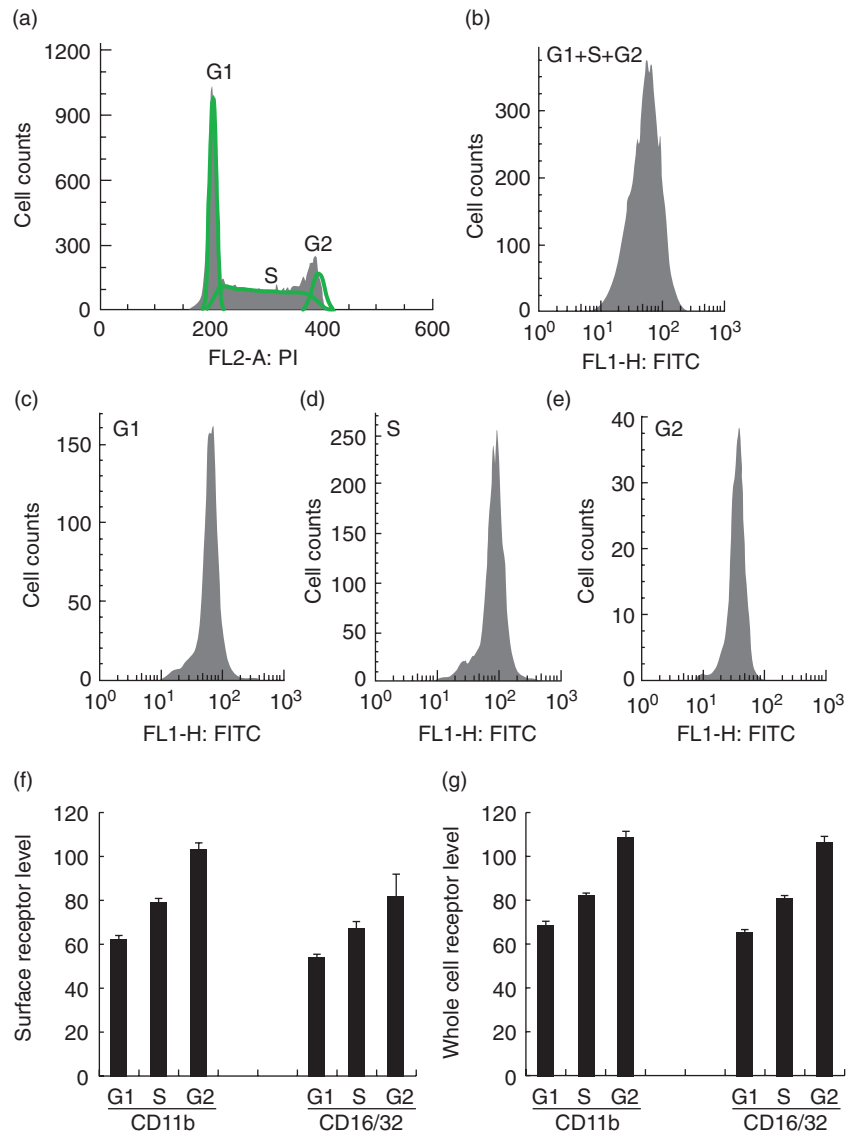 (a)
1200
900
600
300
0
Cell counts
G1
S
G2
0 200 400 600
FL2-A: PI
(b)
G1+S+G2
300
200
100
0
Cell counts
10⁰ 10¹ 10² 10³
FL1-H: FITC
(c)
G1
150
100
50
0
Cell counts
10⁰ 10¹ 10² 10³
FL1-H: FITC
(d)
S
250
200
150
100
50
0
Cell counts
10⁰ 10¹ 10² 10³
FL1-H: FITC
(e)
G2
40
30
20
10
0
Cell counts
10⁰ 10¹ 10² 10³
FL1-H: FITC
(f)
120
100
80
60
40
20
0
Surface receptor level
G1 S G2 G1 S G2
CD11b CD16/32
(g)
120
100
80
60
40
20
0
Whole cell receptor level
G1 S G2 G1 S G2
CD11b CD16/32